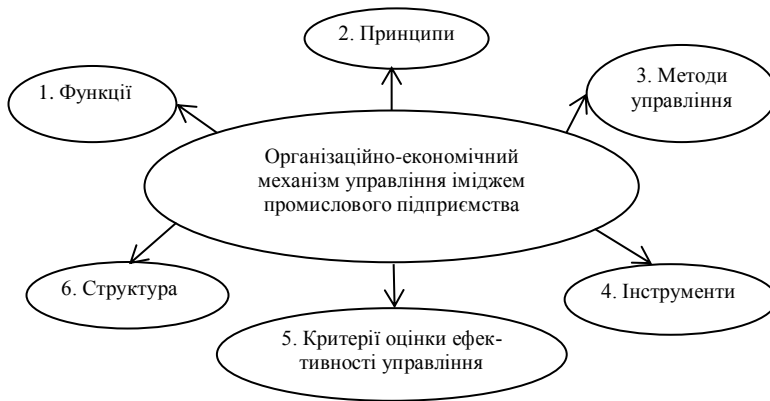 2. Принципи
1. Функції
3. Методи
управління
Організаційно-економічний
механізм управління іміджем
промислового підприємства
6. Структура
4. Інструменти
5. Критерії оцінки ефек-
тивності управління